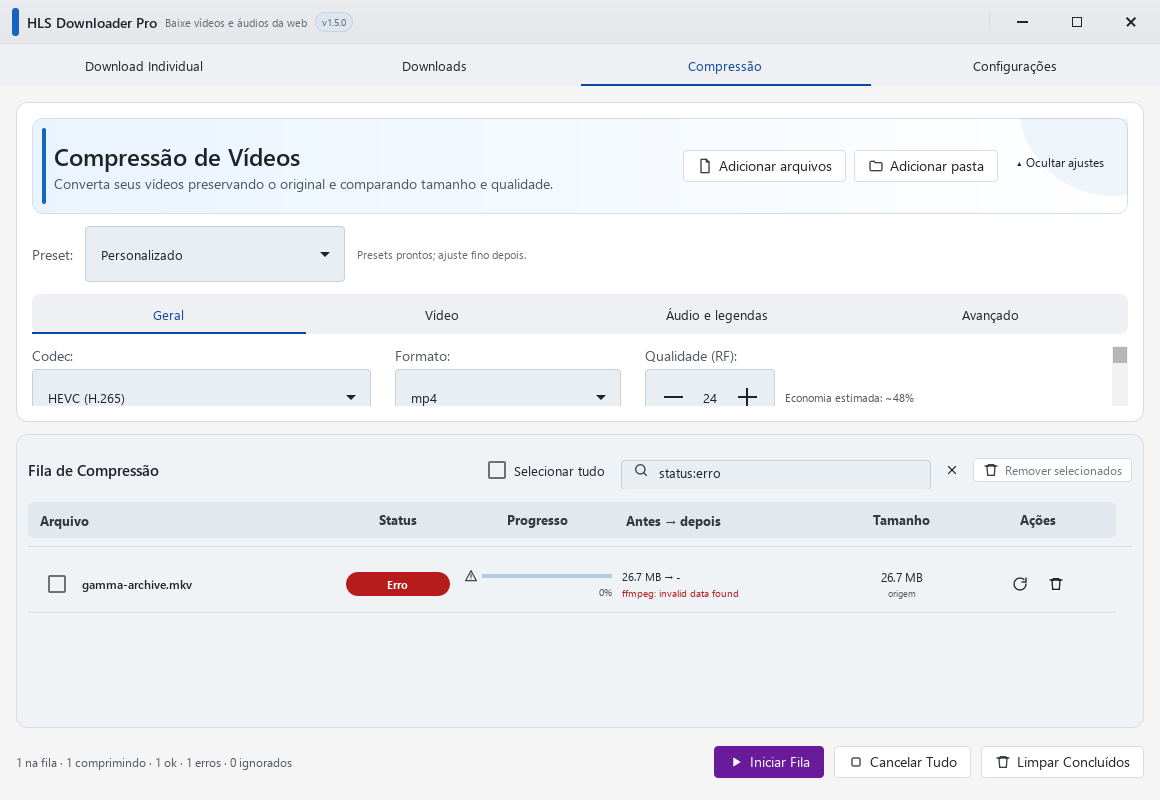 HLS Downloader Pro Baixe vídeos e áudios da web v1.5.0
Download Individual Downloads Compressão Configurações
Compressão de Vídeos
Converta seus vídeos preservando o original e comparando tamanho e qualidade.
Adicionar arquivos Adicionar pasta ▴ Ocultar ajustes
Preset: Personalizado Presets prontos; ajuste fino depois.
Geral Vídeo Áudio e legendas Avançado
Codec: Formato: Qualidade (RF):
HEVC (H.265) mp4 24 Economia estimada: ~48%
Fila de Compressão Selecionar tudo status:erro Remover selecionados
Arquivo Status Progresso Antes → depois Tamanho Ações
gamma-archive.mkv Erro 0% 26.7 MB → - 26.7 MB
ffmpeg: invalid data found origem
1 na fila · 1 comprimindo · 1 ok · 1 erros · 0 ignorados Iniciar Fila Cancelar Tudo Limpar Concluídos